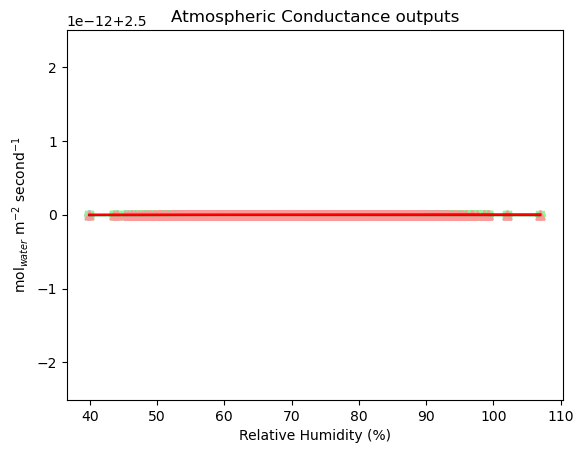 Atmospheric Conductance outputs
1e−12+2.5
2
1
0
−1
−2
mol_water m⁻² second⁻¹
40 50 60 70 80 90 100 110
Relative Humidity (%)